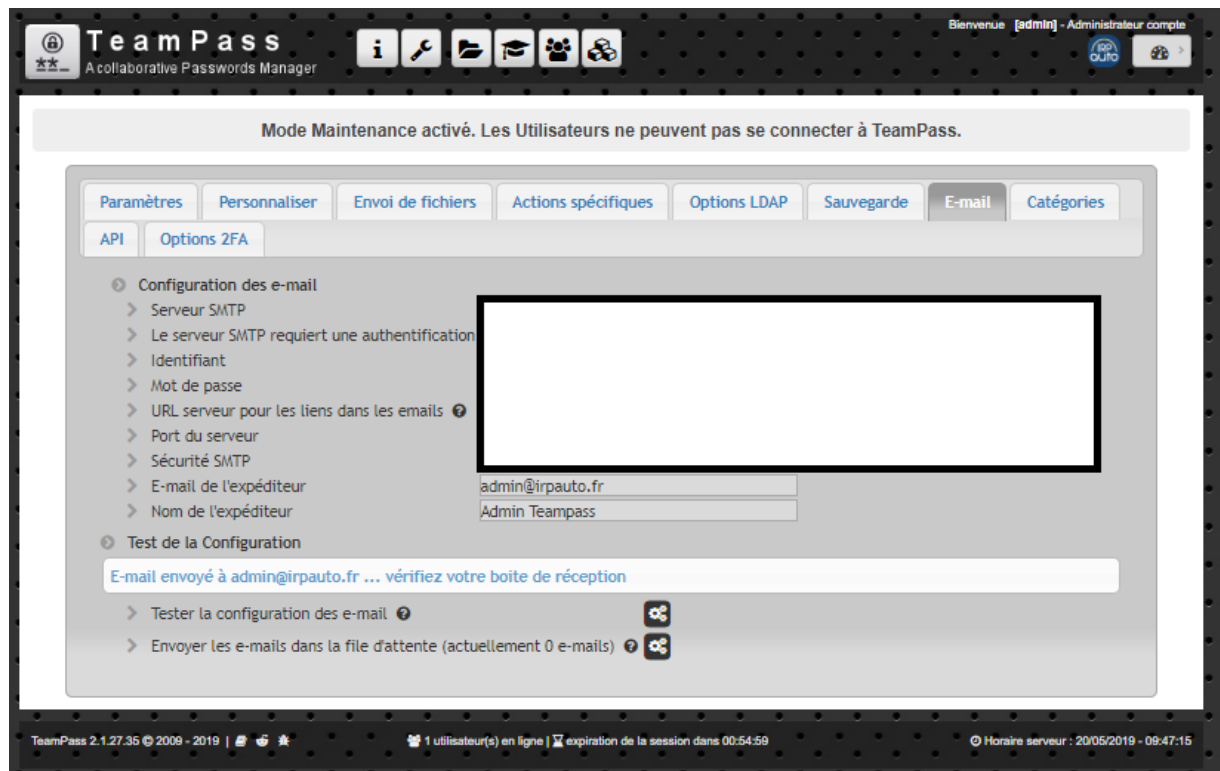 Bienvenue [admin] - Administrateur compte
TeamPass
A collaborative Passwords Manager
IRP auto
Mode Maintenance activé. Les Utilisateurs ne peuvent pas se connecter à TeamPass.
Paramètres Personnaliser Envoi de fichiers Actions spécifiques Options LDAP Sauvegarde E-mail Catégories
API Options 2FA
Configuration des e-mail
Serveur SMTP
Le serveur SMTP requiert une authentification
Identifiant
Mot de passe
URL serveur pour les liens dans les emails
Port du serveur
Sécurité SMTP
E-mail de l'expéditeur admin@irpauto.fr
Nom de l'expéditeur Admin Teampass
Test de la Configuration
E-mail envoyé à admin@irpauto.fr ... vérifiez votre boite de réception
Tester la configuration des e-mail
Envoyer les e-mails dans la file d'attente (actuellement 0 e-mails)
TeamPass 2.1.27.35 © 2009 - 2019 | 1 utilisateur(s) en ligne | expiration de la session dans 00:54:59 Horaire serveur : 20/05/2019 - 09:47:15